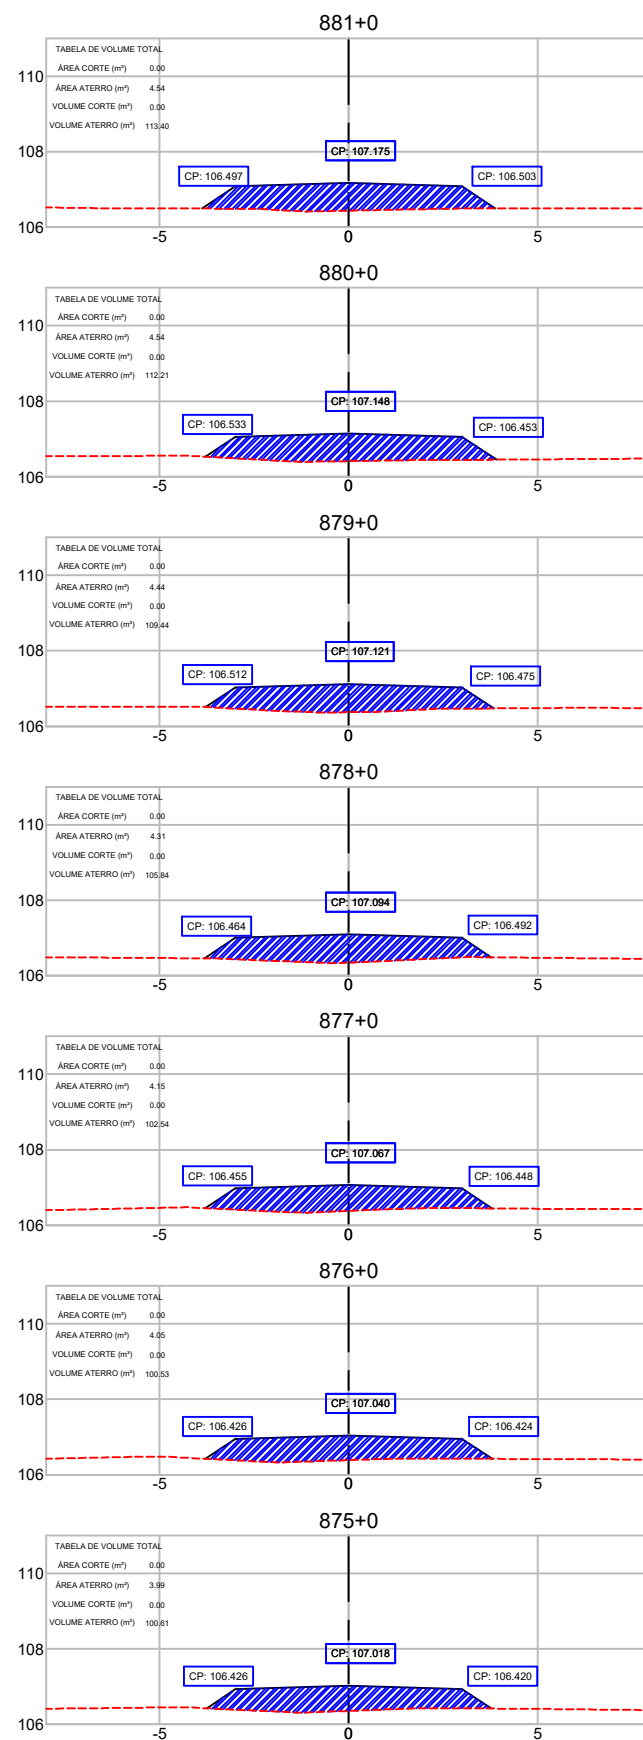 881+0
TABELA DE VOLUME TOTAL
110
ÁREA CORTE (m²) 0.00
ÁREA ATERRO (m²) 4.54
VOLUME CORTE (m³) 0.00
VOLUME ATERRO (m³) 113.40
108
CP: 107.175
CP: 106.497
CP: 106.503
106
-5 0 5
880+0
TABELA DE VOLUME TOTAL
ÁREA CORTE (m²) 0.00
110
ÁREA ATERRO (m²) 4.54
VOLUME CORTE (m³) 0.00
VOLUME ATERRO (m³) 112.21
108
CP: 107.148
CP: 106.533
CP: 106.453
106
-5 0 5
879+0
TABELA DE VOLUME TOTAL
ÁREA CORTE (m²) 0.00
110
ÁREA ATERRO (m²) 4.44
VOLUME CORTE (m³) 0.00
VOLUME ATERRO (m³) 109.44
108
CP: 107.121
CP: 106.512
CP: 106.475
106
-5 0 5
878+0
TABELA DE VOLUME TOTAL
ÁREA CORTE (m²) 0.00
110
ÁREA ATERRO (m²) 4.31
VOLUME CORTE (m³) 0.00
VOLUME ATERRO (m³) 105.84
108
CP: 107.094
CP: 106.464
CP: 106.492
106
-5 0 5
877+0
TABELA DE VOLUME TOTAL
ÁREA CORTE (m²) 0.00
110
ÁREA ATERRO (m²) 4.15
VOLUME CORTE (m³) 0.00
VOLUME ATERRO (m³) 102.54
108
CP: 107.067
CP: 106.455
CP: 106.448
106
-5 0 5
876+0
TABELA DE VOLUME TOTAL
ÁREA CORTE (m²) 0.00
110
ÁREA ATERRO (m²) 4.05
VOLUME CORTE (m³) 0.00
VOLUME ATERRO (m³) 100.53
108
CP: 107.040
CP: 106.426
CP: 106.424
106
-5 0 5
875+0
TABELA DE VOLUME TOTAL
ÁREA CORTE (m²) 0.00
110
ÁREA ATERRO (m²) 3.99
VOLUME CORTE (m³) 0.00
VOLUME ATERRO (m³) 100.61
108
CP: 107.018
CP: 106.426
CP: 106.420
106
-5 0 5